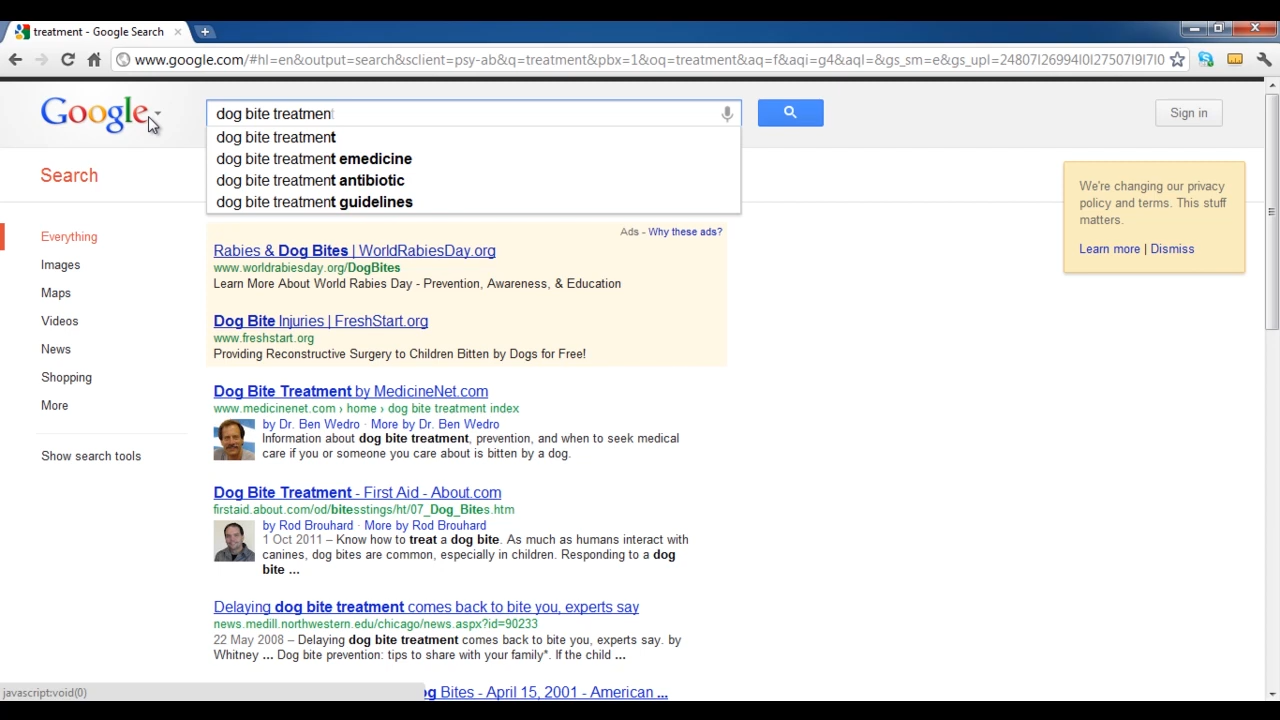 treatment - Google Search
www.google.com/#hl=en&output=search&sclient=psy-ab&q=treatment&pbx=1&oq=treatment&aq=f&aqi=g4&aql=&gs_sm=e&gs_upl=24807l26994l0l27507l9l7l0
Google
dog bite treatment
Sign in
dog bite treatment
dog bite treatment emedicine
dog bite treatment antibiotic
dog bite treatment guidelines
Search
We're changing our privacy
policy and terms. This stuff
matters.
Learn more | Dismiss
Everything
Images
Maps
Videos
News
Shopping
More
Show search tools
Ads - Why these ads?
Rabies & Dog Bites | WorldRabiesDay.org
www.worldrabiesday.org/DogBites
Learn More About World Rabies Day - Prevention, Awareness, & Education
Dog Bite Injuries | FreshStart.org
www.freshstart.org
Providing Reconstructive Surgery to Children Bitten by Dogs for Free!
Dog Bite Treatment by MedicineNet.com
www.medicinenet.com › home › dog bite treatment index
by Dr. Ben Wedro · More by Dr. Ben Wedro
Information about dog bite treatment, prevention, and when to seek medical
care if you or someone you care about is bitten by a dog.
Dog Bite Treatment - First Aid - About.com
firstaid.about.com/od/bitesstings/ht/07_Dog_Bites.htm
by Rod Brouhard · More by Rod Brouhard
1 Oct 2011 – Know how to treat a dog bite. As much as humans interact with
canines, dog bites are common, especially in children. Responding to a dog
bite ...
Delaying dog bite treatment comes back to bite you, experts say
news.medill.northwestern.edu/chicago/news.aspx?id=90233
22 May 2008 – Delaying dog bite treatment comes back to bite you, experts say. by
Whitney ... Dog bite prevention: tips to share with your family*. If the child ...
og Bites - April 15, 2001 - American ...
javascript:void(0)